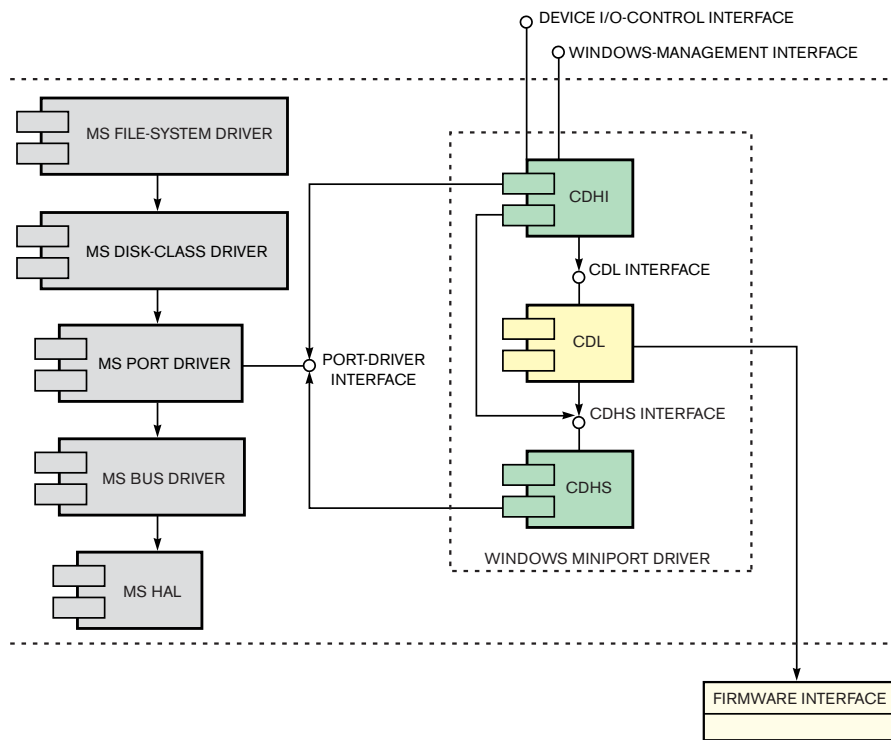 DEVICE I/O-CONTROL INTERFACE
WINDOWS-MANAGEMENT INTERFACE
MS FILE-SYSTEM DRIVER
CDHI
MS DISK-CLASS DRIVER
CDL INTERFACE
MS PORT DRIVER
PORT-DRIVER
INTERFACE
CDL
CDHS INTERFACE
MS BUS DRIVER
CDHS
WINDOWS MINIPORT DRIVER
MS HAL
FIRMWARE INTERFACE